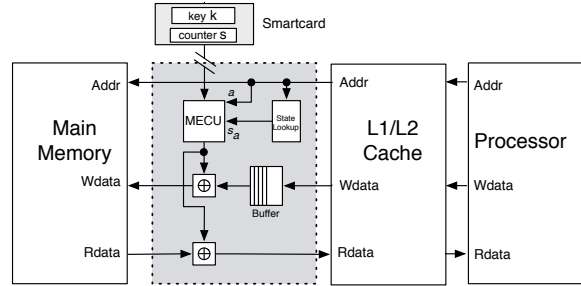 key k
counter s
Smartcard
Addr
Main
Memory
Wdata
Rdata
a
MECU
s_a
State
Lookup
Buffer
Addr
L1/L2
Cache
Wdata
Rdata
Addr
Processor
Wdata
Rdata